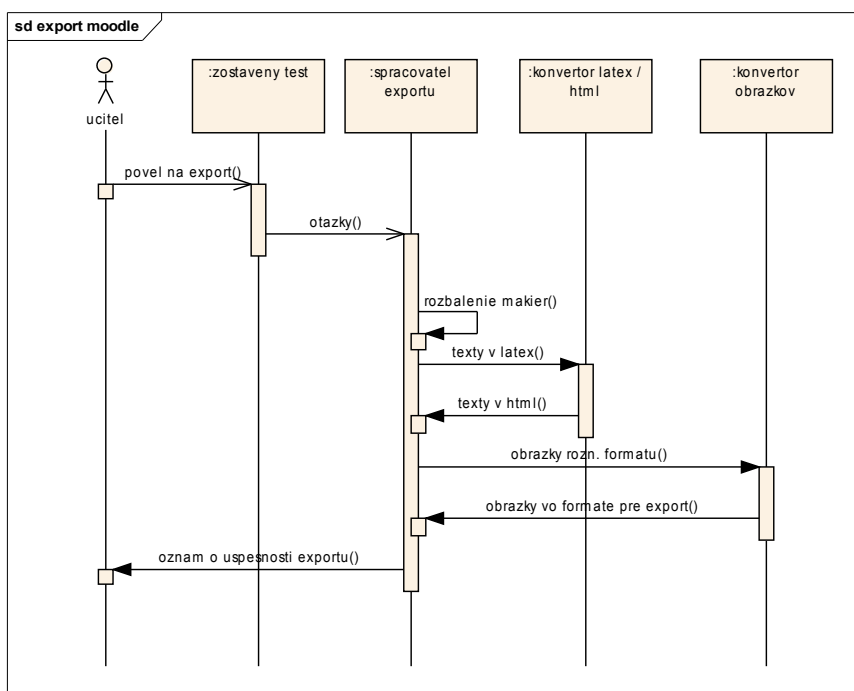 sd export moodle
ucitel
:zostaveny test
:spracovatel
exportu
:konvertor latex /
html
:konvertor
obrazkov
povel na export()
otazky()
rozbalenie makier()
texty v latex()
texty v html()
obrazky rozn. formatu()
obrazky vo formate pre export()
oznam o uspesnosti exportu()